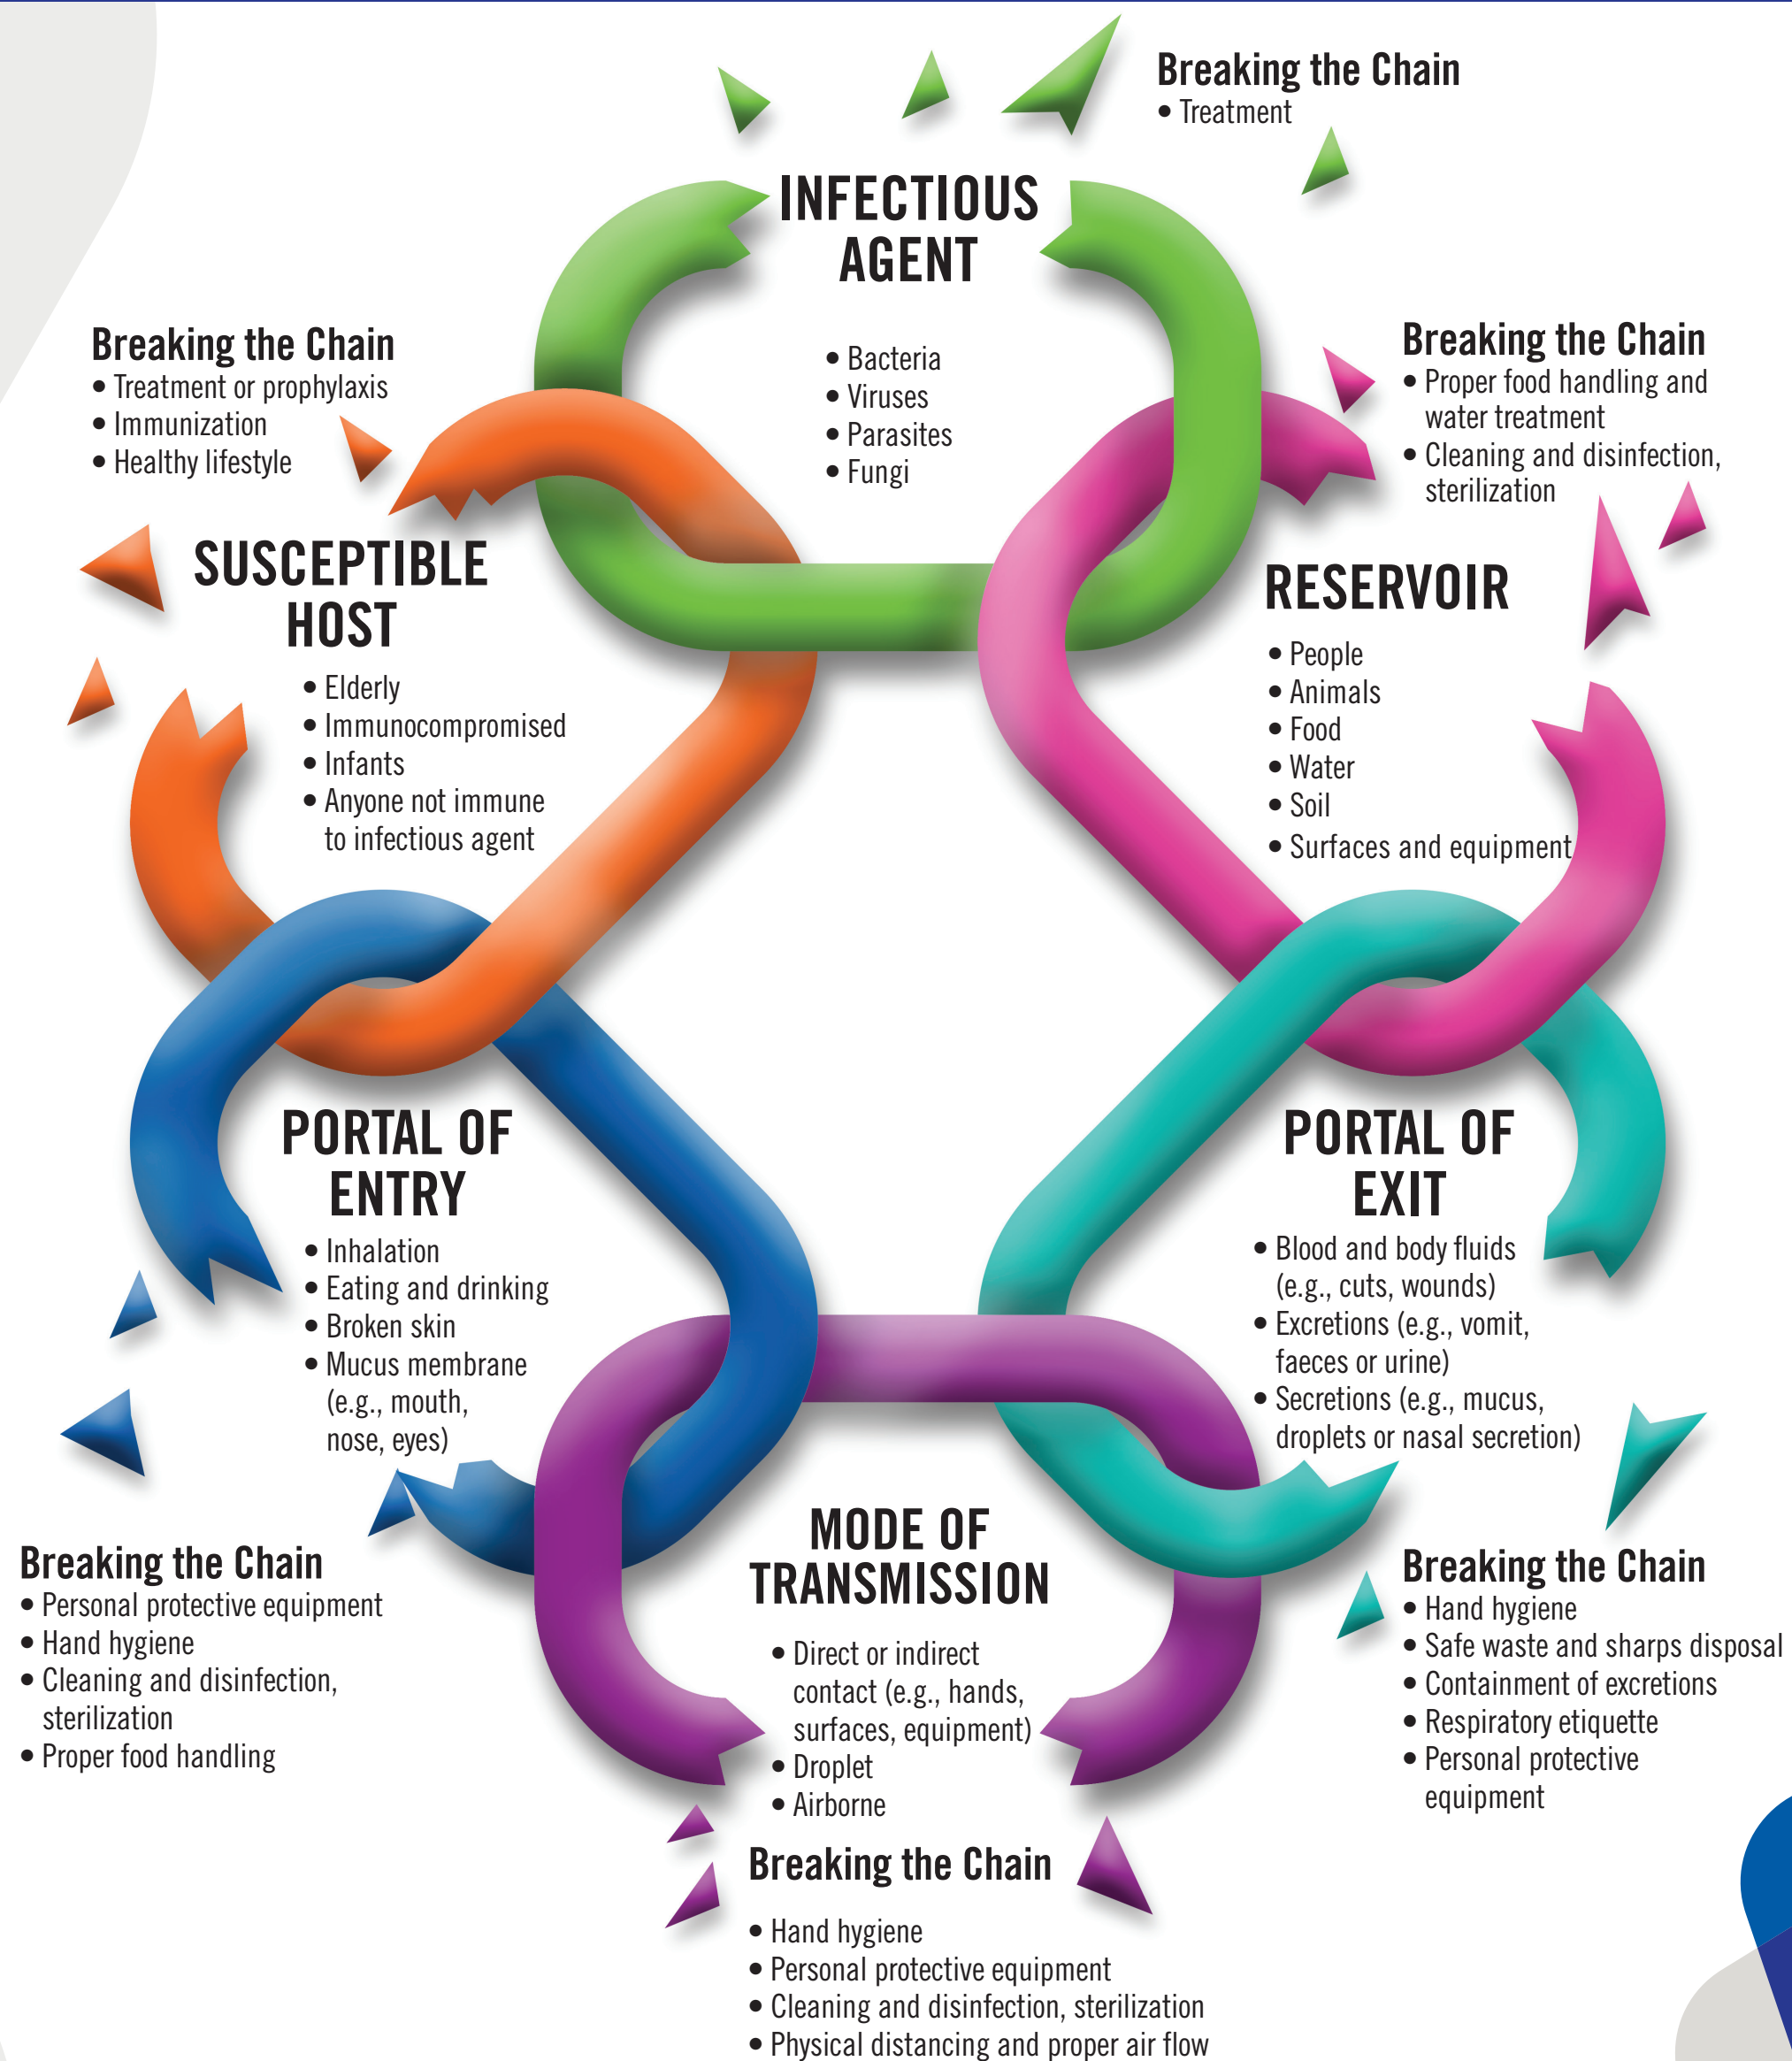 Breaking the Chain
• Treatment
INFECTIOUS
AGENT
• Bacteria
• Viruses
• Parasites
• Fungi
Breaking the Chain
• Proper food handling and
water treatment
• Cleaning and disinfection,
sterilization
RESERVOIR
• People
• Animals
• Food
• Water
• Soil
• Surfaces and equipment
PORTAL OF
EXIT
• Blood and body fluids
(e.g., cuts, wounds)
• Excretions (e.g., vomit,
faeces or urine)
• Secretions (e.g., mucus,
droplets or nasal secretion)
Breaking the Chain
• Hand hygiene
• Safe waste and sharps disposal
• Containment of excretions
• Respiratory etiquette
• Personal protective
equipment
MODE OF
TRANSMISSION
• Direct or indirect
contact (e.g., hands,
surfaces, equipment)
• Droplet
• Airborne
Breaking the Chain
• Hand hygiene
• Personal protective equipment
• Cleaning and disinfection, sterilization
• Physical distancing and proper air flow
PORTAL OF
ENTRY
• Inhalation
• Eating and drinking
• Broken skin
• Mucus membrane
(e.g., mouth,
nose, eyes)
Breaking the Chain
• Personal protective equipment
• Hand hygiene
• Cleaning and disinfection,
sterilization
• Proper food handling
SUSCEPTIBLE
HOST
• Elderly
• Immunocompromised
• Infants
• Anyone not immune
to infectious agent
Breaking the Chain
• Treatment or prophylaxis
• Immunization
• Healthy lifestyle